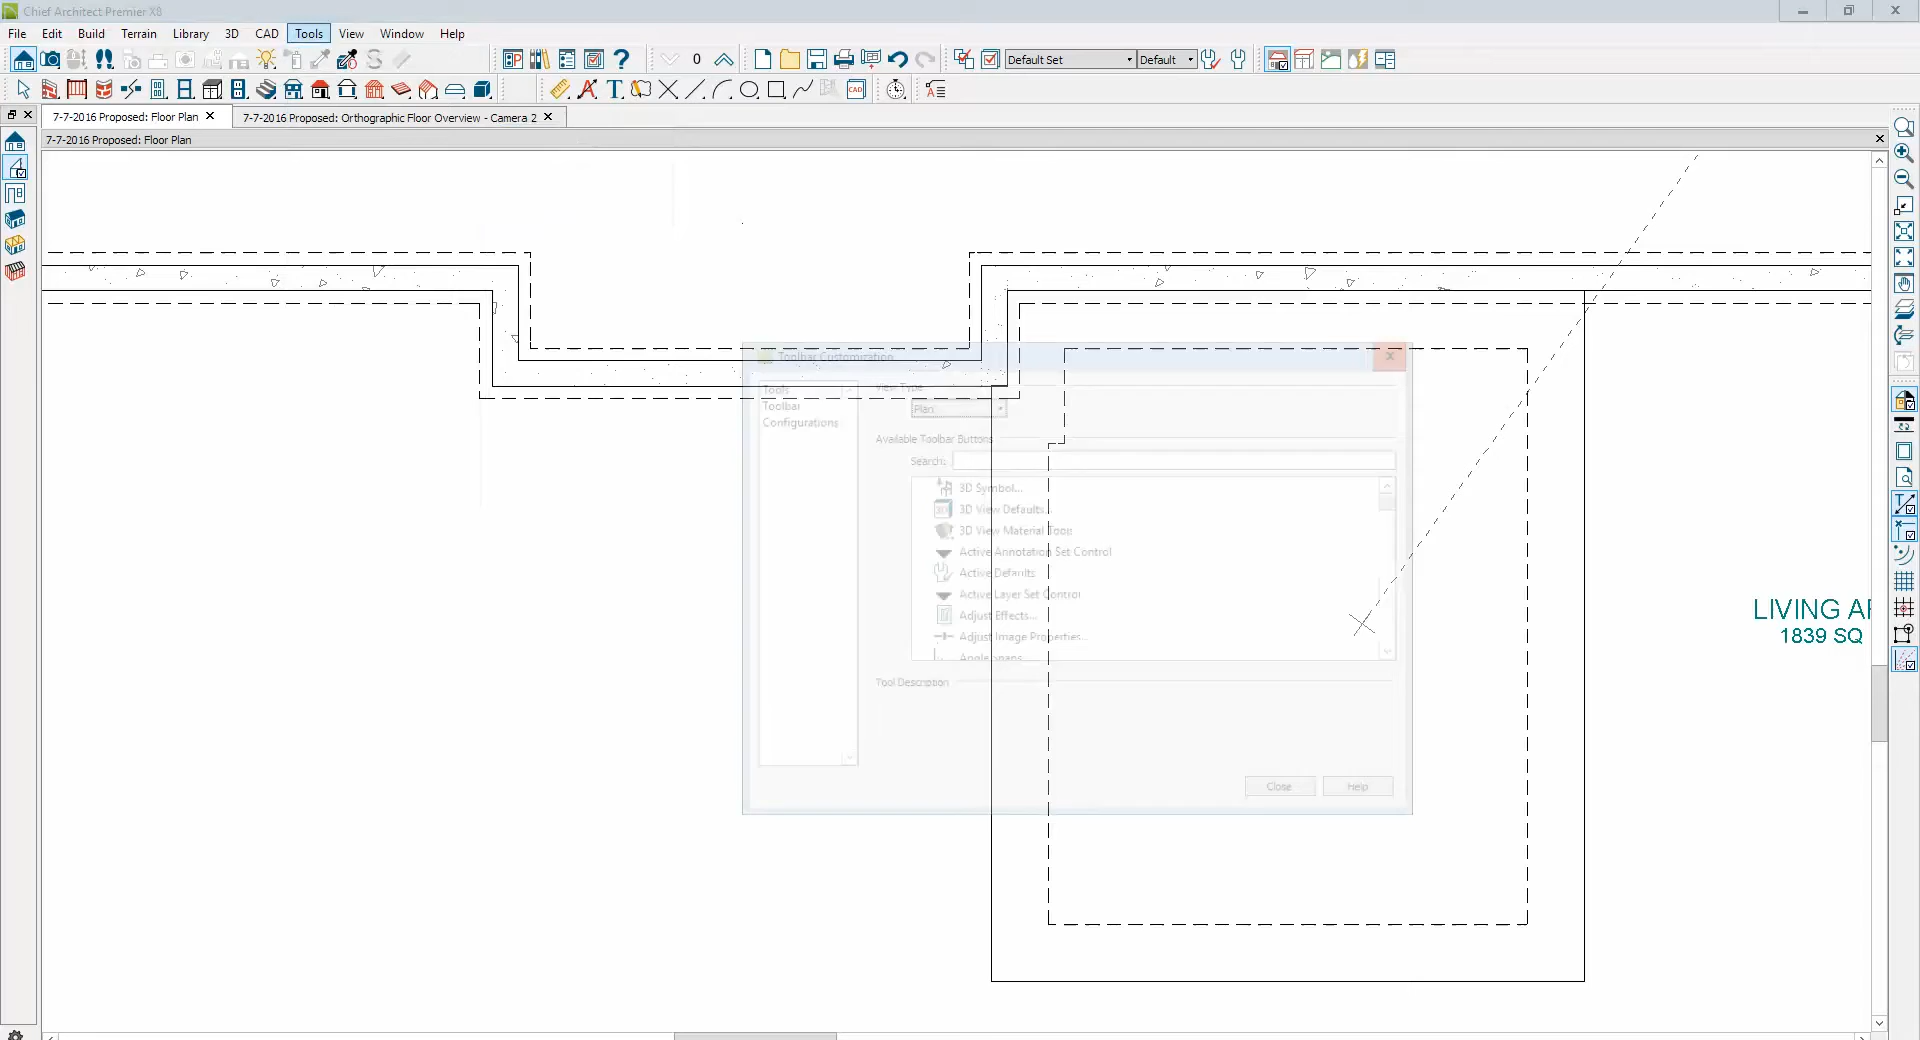 Chief Architect Premier X8
File Edit Build Terrain Library 3D CAD Tools View Window Help
0 Default Set Default
T CAD
7-7-2016 Proposed: Floor Plan 7-7-2016 Proposed: Orthographic Floor Overview - Camera 2
7-7-2016 Proposed: Floor Plan
Toolbar Customization
Tools
Toolbar
Configurations
View Type
Plan
Available Toolbar Buttons
Search:
3D Symbol...
3D View Defaults...
3D View Material Tools
Active Annotation Set Control
Active Defaults
Active Layer Set Control
Adjust Effects...
Adjust Image Properties...
Angle Snaps
Tool Description
Close Help
LIVING AR
1839 SQ